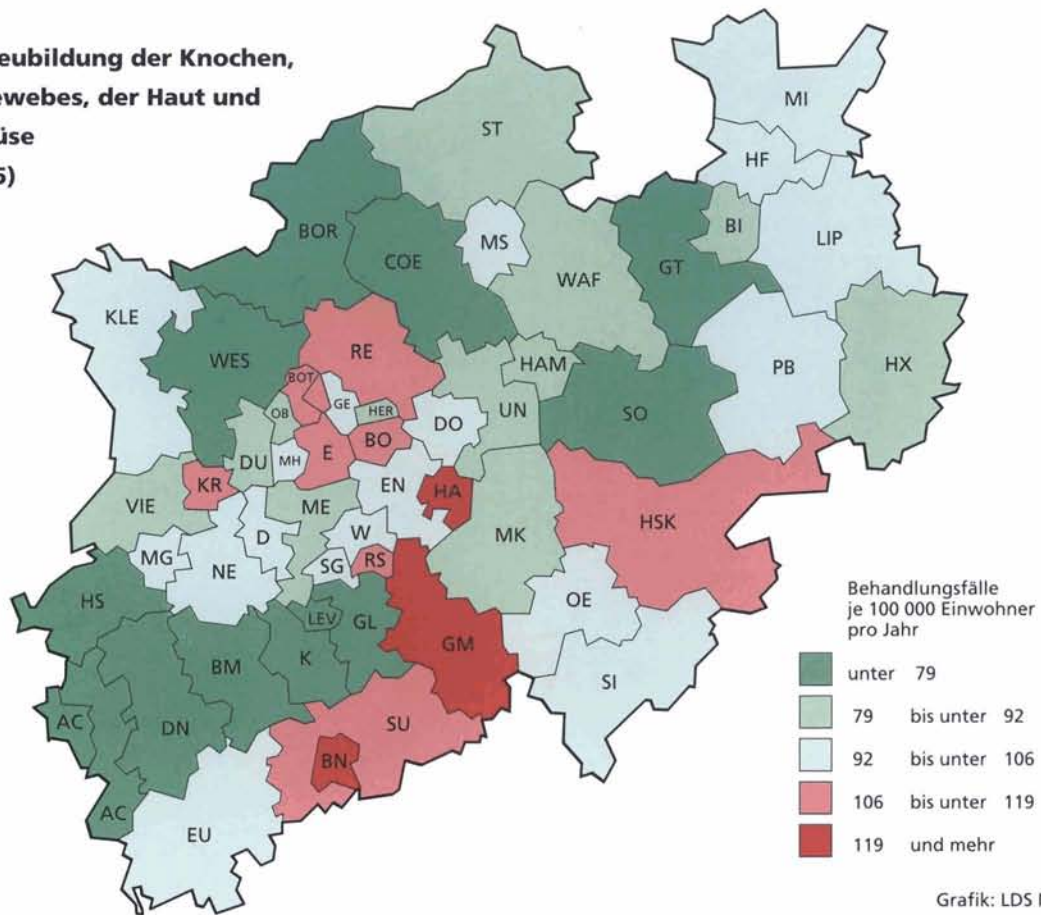 eubildung der Knochen,
ewebes, der Haut und
üse
5)
MI
ST
HF
BI
BOR
MS
LIP
COE
GT
WAF
KLE
RE
WES
HAM
PB
HX
BOT
GE
OB
HER
UN
SO
DO
BO
E
DU
MH
KR
EN
HA
VIE
ME
HSK
D
W
MK
MG
SG
RS
NE
OE
HS
LEV
GL
GM
K
BM
SI
AC
DN
SU
BN
AC
EU
Behandlungsfälle
je 100 000 Einwohner
pro Jahr
unter 79
79 bis unter 92
92 bis unter 106
106 bis unter 119
119 und mehr
Grafik: LDS